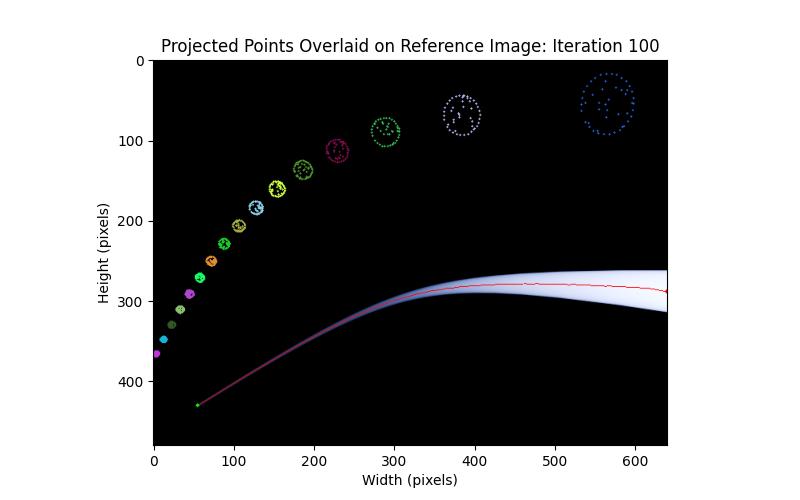 Projected Points Overlaid on Reference Image: Iteration 100
0
100
200
300
400
Height (pixels)
0 100 200 300 400 500 600
Width (pixels)